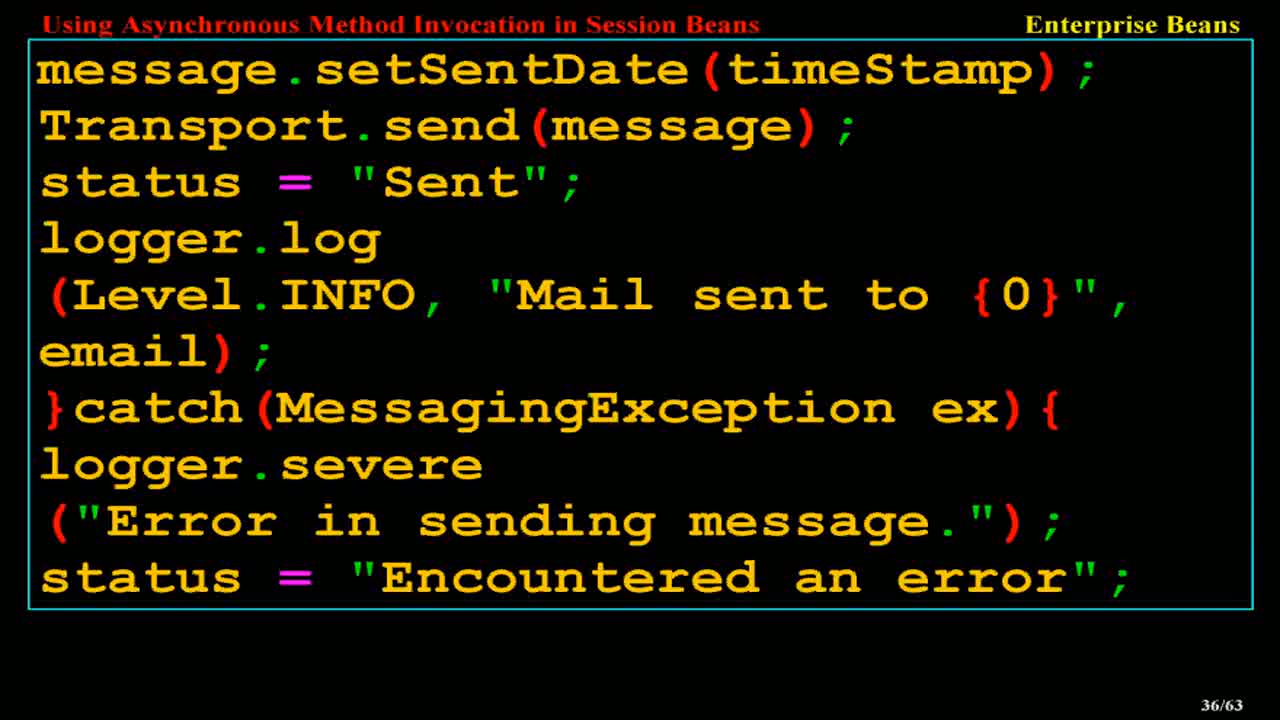 Using Asynchronous Method Invocation in Session Beans
Enterprise Beans
message.setSentDate(timeStamp);
Transport.send(message);
status = "Sent";
logger.log
(Level.INFO, "Mail sent to {0}",
email);
}catch(MessagingException ex){
logger.severe
("Error in sending message.");
status = "Encountered an error";
36/63